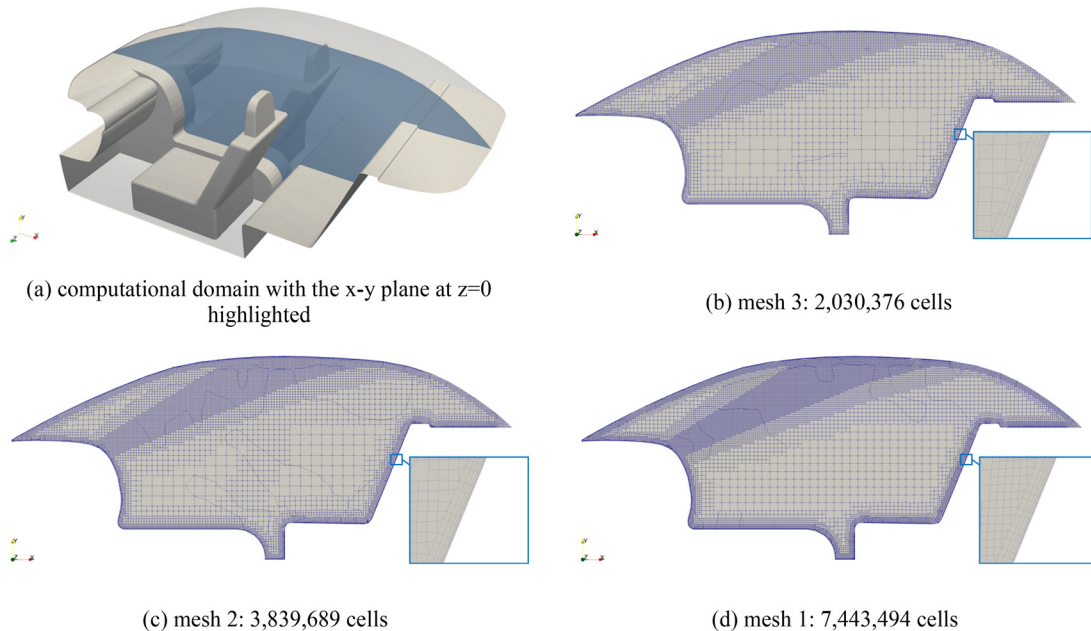 (a) computational domain with the x-y plane at z=0
highlighted
(b) mesh 3: 2,030,376 cells
(c) mesh 2: 3,839,689 cells
(d) mesh 1: 7,443,494 cells